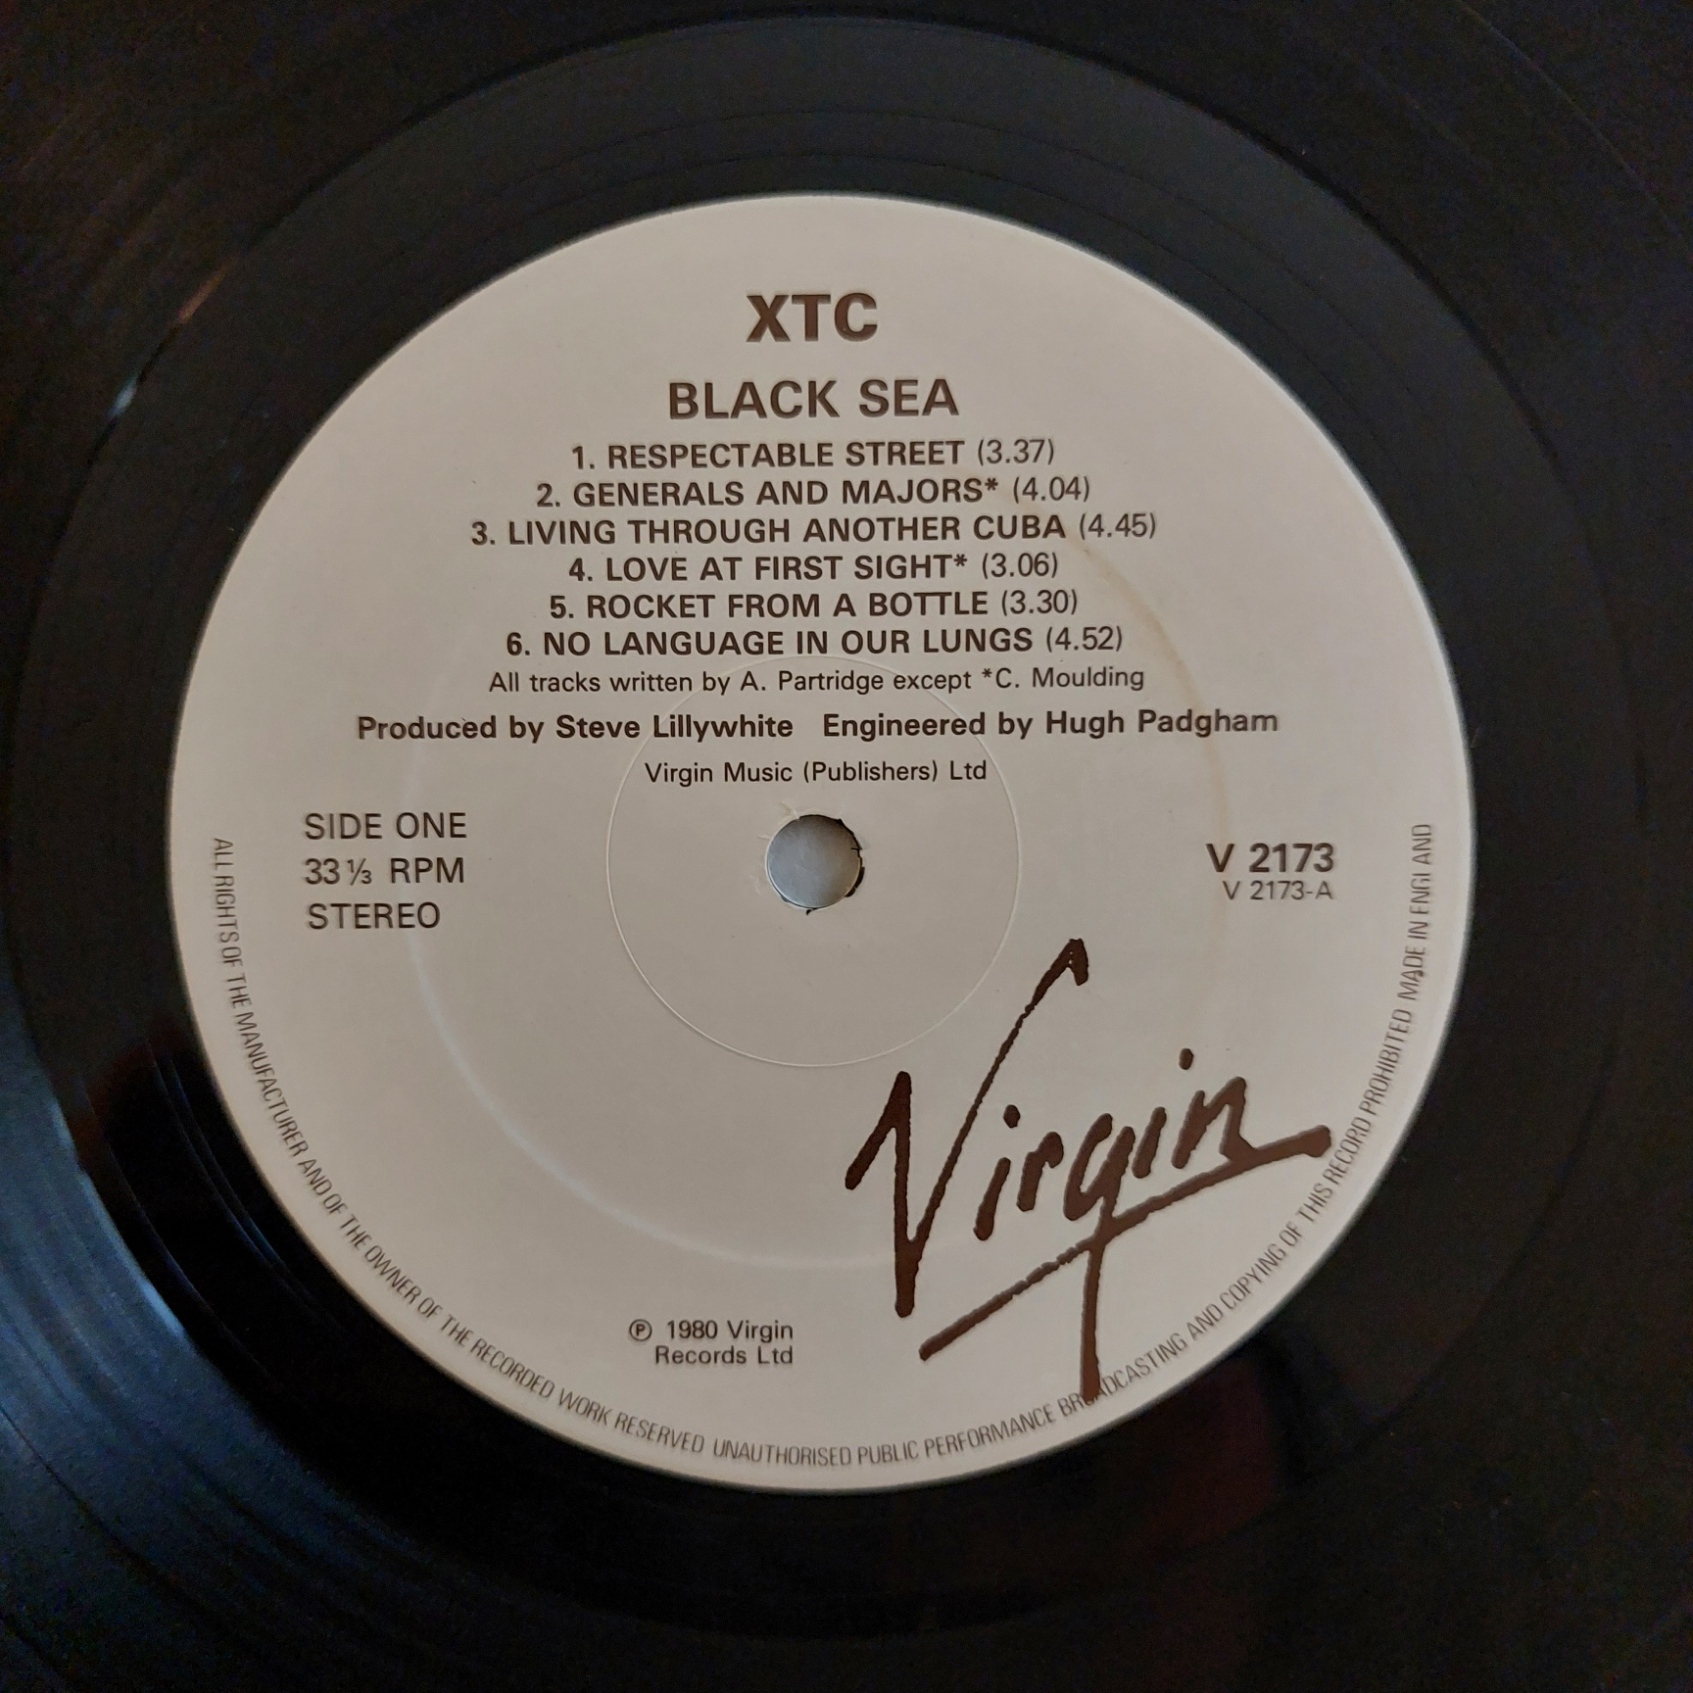 XTC
BLACK SEA
1. RESPECTABLE STREET (3.37)
2. GENERALS AND MAJORS* (4.04)
3. LIVING THROUGH ANOTHER CUBA (4.45)
4. LOVE AT FIRST SIGHT* (3.06)
5. ROCKET FROM A BOTTLE (3.30)
6. NO LANGUAGE IN OUR LUNGS (4.52)
All tracks written by A. Partridge except *C. Moulding
Produced by Steve Lillywhite Engineered by Hugh Padgham
Virgin Music (Publishers) Ltd
SIDE ONE
33⅓ RPM
STEREO
V 2173
V 2173-A
Virgin
℗ 1980 Virgin
Records Ltd
ALL RIGHTS OF THE MANUFACTURER AND OF THE OWNER OF THE RECORDED WORK RESERVED UNAUTHORISED PUBLIC PERFORMANCE BROADCASTING AND COPYING OF THIS RECORD PROHIBITED MADE IN ENGLAND